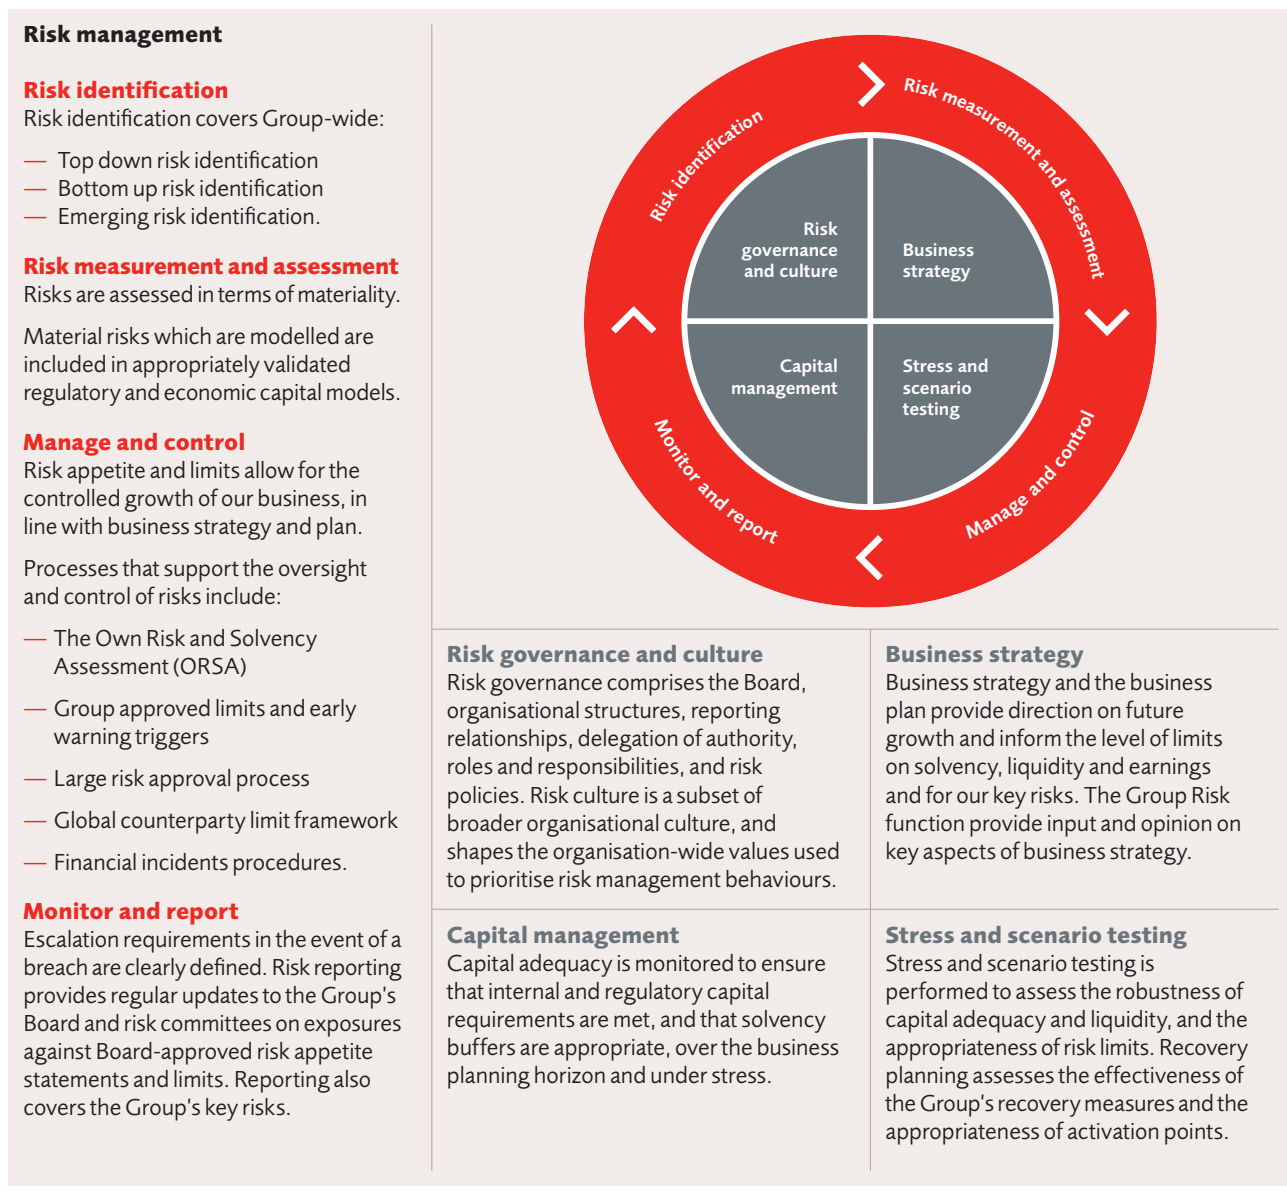 Risk management
Risk identification
Risk identification covers Group-wide:
— Top down risk identification
— Bottom up risk identification
— Emerging risk identification.
Risk measurement and assessment
Risks are assessed in terms of materiality.
Material risks which are modelled are
included in appropriately validated
regulatory and economic capital models.
Manage and control
Risk appetite and limits allow for the
controlled growth of our business, in
line with business strategy and plan.
Processes that support the oversight
and control of risks include:
— The Own Risk and Solvency
Assessment (ORSA)
— Group approved limits and early
warning triggers
— Large risk approval process
— Global counterparty limit framework
— Financial incidents procedures.
Monitor and report
Escalation requirements in the event of a
breach are clearly defined. Risk reporting
provides regular updates to the Group's
Board and risk committees on exposures
against Board-approved risk appetite
statements and limits. Reporting also
covers the Group's key risks.
Risk identification
Risk measurement and assessment
Manage and control
Monitor and report
Risk
governance
and culture
Business
strategy
Capital
management
Stress and
scenario
testing
Risk governance and culture
Risk governance comprises the Board,
organisational structures, reporting
relationships, delegation of authority,
roles and responsibilities, and risk
policies. Risk culture is a subset of
broader organisational culture, and
shapes the organisation-wide values used
to prioritise risk management behaviours.
Business strategy
Business strategy and the business
plan provide direction on future
growth and inform the level of limits
on solvency, liquidity and earnings
and for our key risks. The Group Risk
function provide input and opinion on
key aspects of business strategy.
Capital management
Capital adequacy is monitored to ensure
that internal and regulatory capital
requirements are met, and that solvency
buffers are appropriate, over the business
planning horizon and under stress.
Stress and scenario testing
Stress and scenario testing is
performed to assess the robustness of
capital adequacy and liquidity, and the
appropriateness of risk limits. Recovery
planning assesses the effectiveness of
the Group's recovery measures and the
appropriateness of activation points.